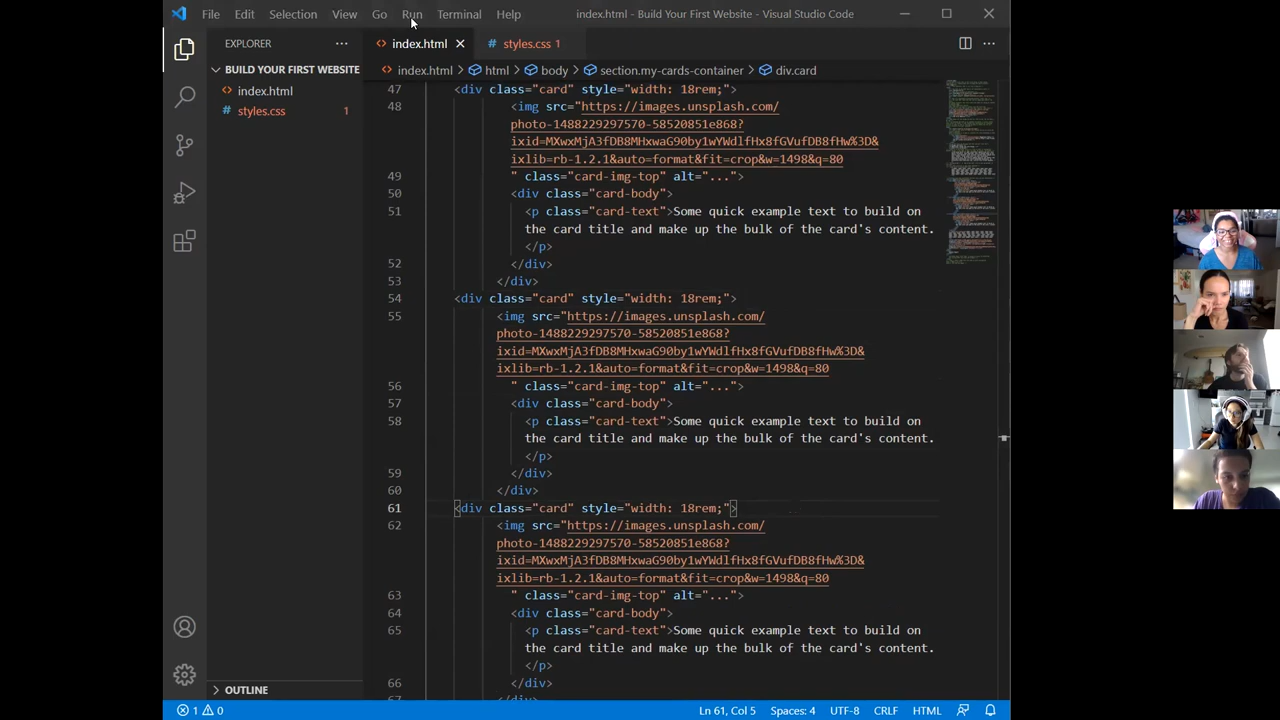 File Edit Selection View Go Run Terminal Help index.html - Build Your First Website - Visual Studio Code
EXPLORER
index.html
styles.css 1
BUILD YOUR FIRST WEBSITE
index.html
styles.css 1
OUTLINE
index.html > html > body > section.my-cards-container > div.card
47 <div class="card" style="width: 18rem;">
48 <img src="https://images.unsplash.com/
photo-1488229297570-58520851e868?
ixid=MXwxMjA3fDB8MHxwaG90by1wYWdlfHx8fGVufDB8fHw%3D&
ixlib=rb-1.2.1&auto=format&fit=crop&w=1498&q=80
49 " class="card-img-top" alt="...">
50 <div class="card-body">
51 <p class="card-text">Some quick example text to build on
the card title and make up the bulk of the card's content.
</p>
52 </div>
53 </div>
54 <div class="card" style="width: 18rem;">
55 <img src="https://images.unsplash.com/
photo-1488229297570-58520851e868?
ixid=MXwxMjA3fDB8MHxwaG90by1wYWdlfHx8fGVufDB8fHw%3D&
ixlib=rb-1.2.1&auto=format&fit=crop&w=1498&q=80
56 " class="card-img-top" alt="...">
57 <div class="card-body">
58 <p class="card-text">Some quick example text to build on
the card title and make up the bulk of the card's content.
</p>
59 </div>
60 </div>
61 <div class="card" style="width: 18rem;">
62 <img src="https://images.unsplash.com/
photo-1488229297570-58520851e868?
ixid=MXwxMjA3fDB8MHxwaG90by1wYWdlfHx8fGVufDB8fHw%3D&
ixlib=rb-1.2.1&auto=format&fit=crop&w=1498&q=80
63 " class="card-img-top" alt="...">
64 <div class="card-body">
65 <p class="card-text">Some quick example text to build on
the card title and make up the bulk of the card's content.
</p>
66 </div>
67 </div>
1 0 Ln 61, Col 5 Spaces: 4 UTF-8 CRLF HTML